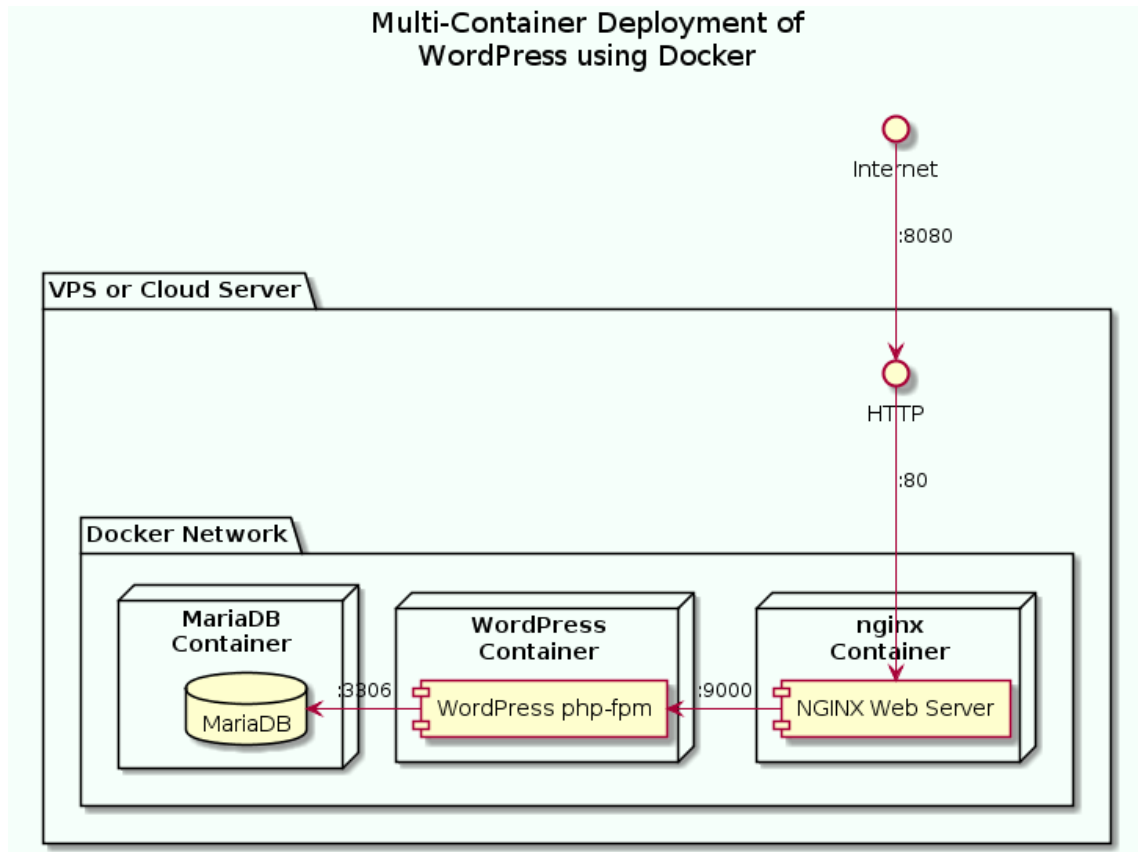 Multi-Container Deployment of
WordPress using Docker
Internet
:8080
VPS or Cloud Server
HTTP
:80
Docker Network
MariaDB
Container
WordPress
Container
nginx
Container
:3306
:9000
MariaDB
WordPress php-fpm
NGINX Web Server